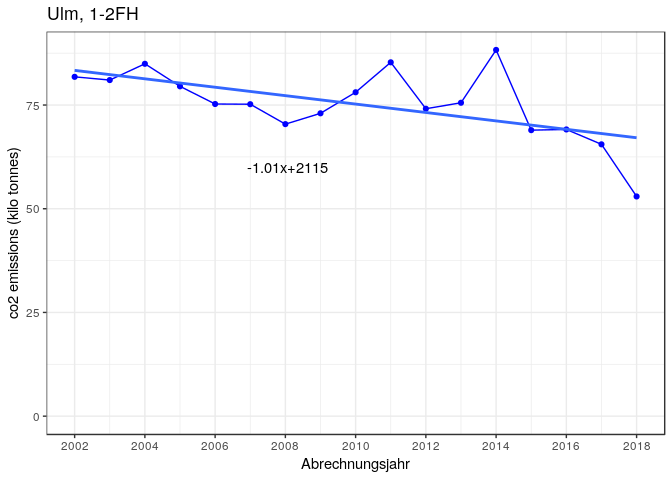 Ulm, 1-2FH
co2 emissions (kilo tonnes)
75
50
25
0
-1.01x+2115
2002 2004 2006 2008 2010 2012 2014 2016 2018
Abrechnungsjahr